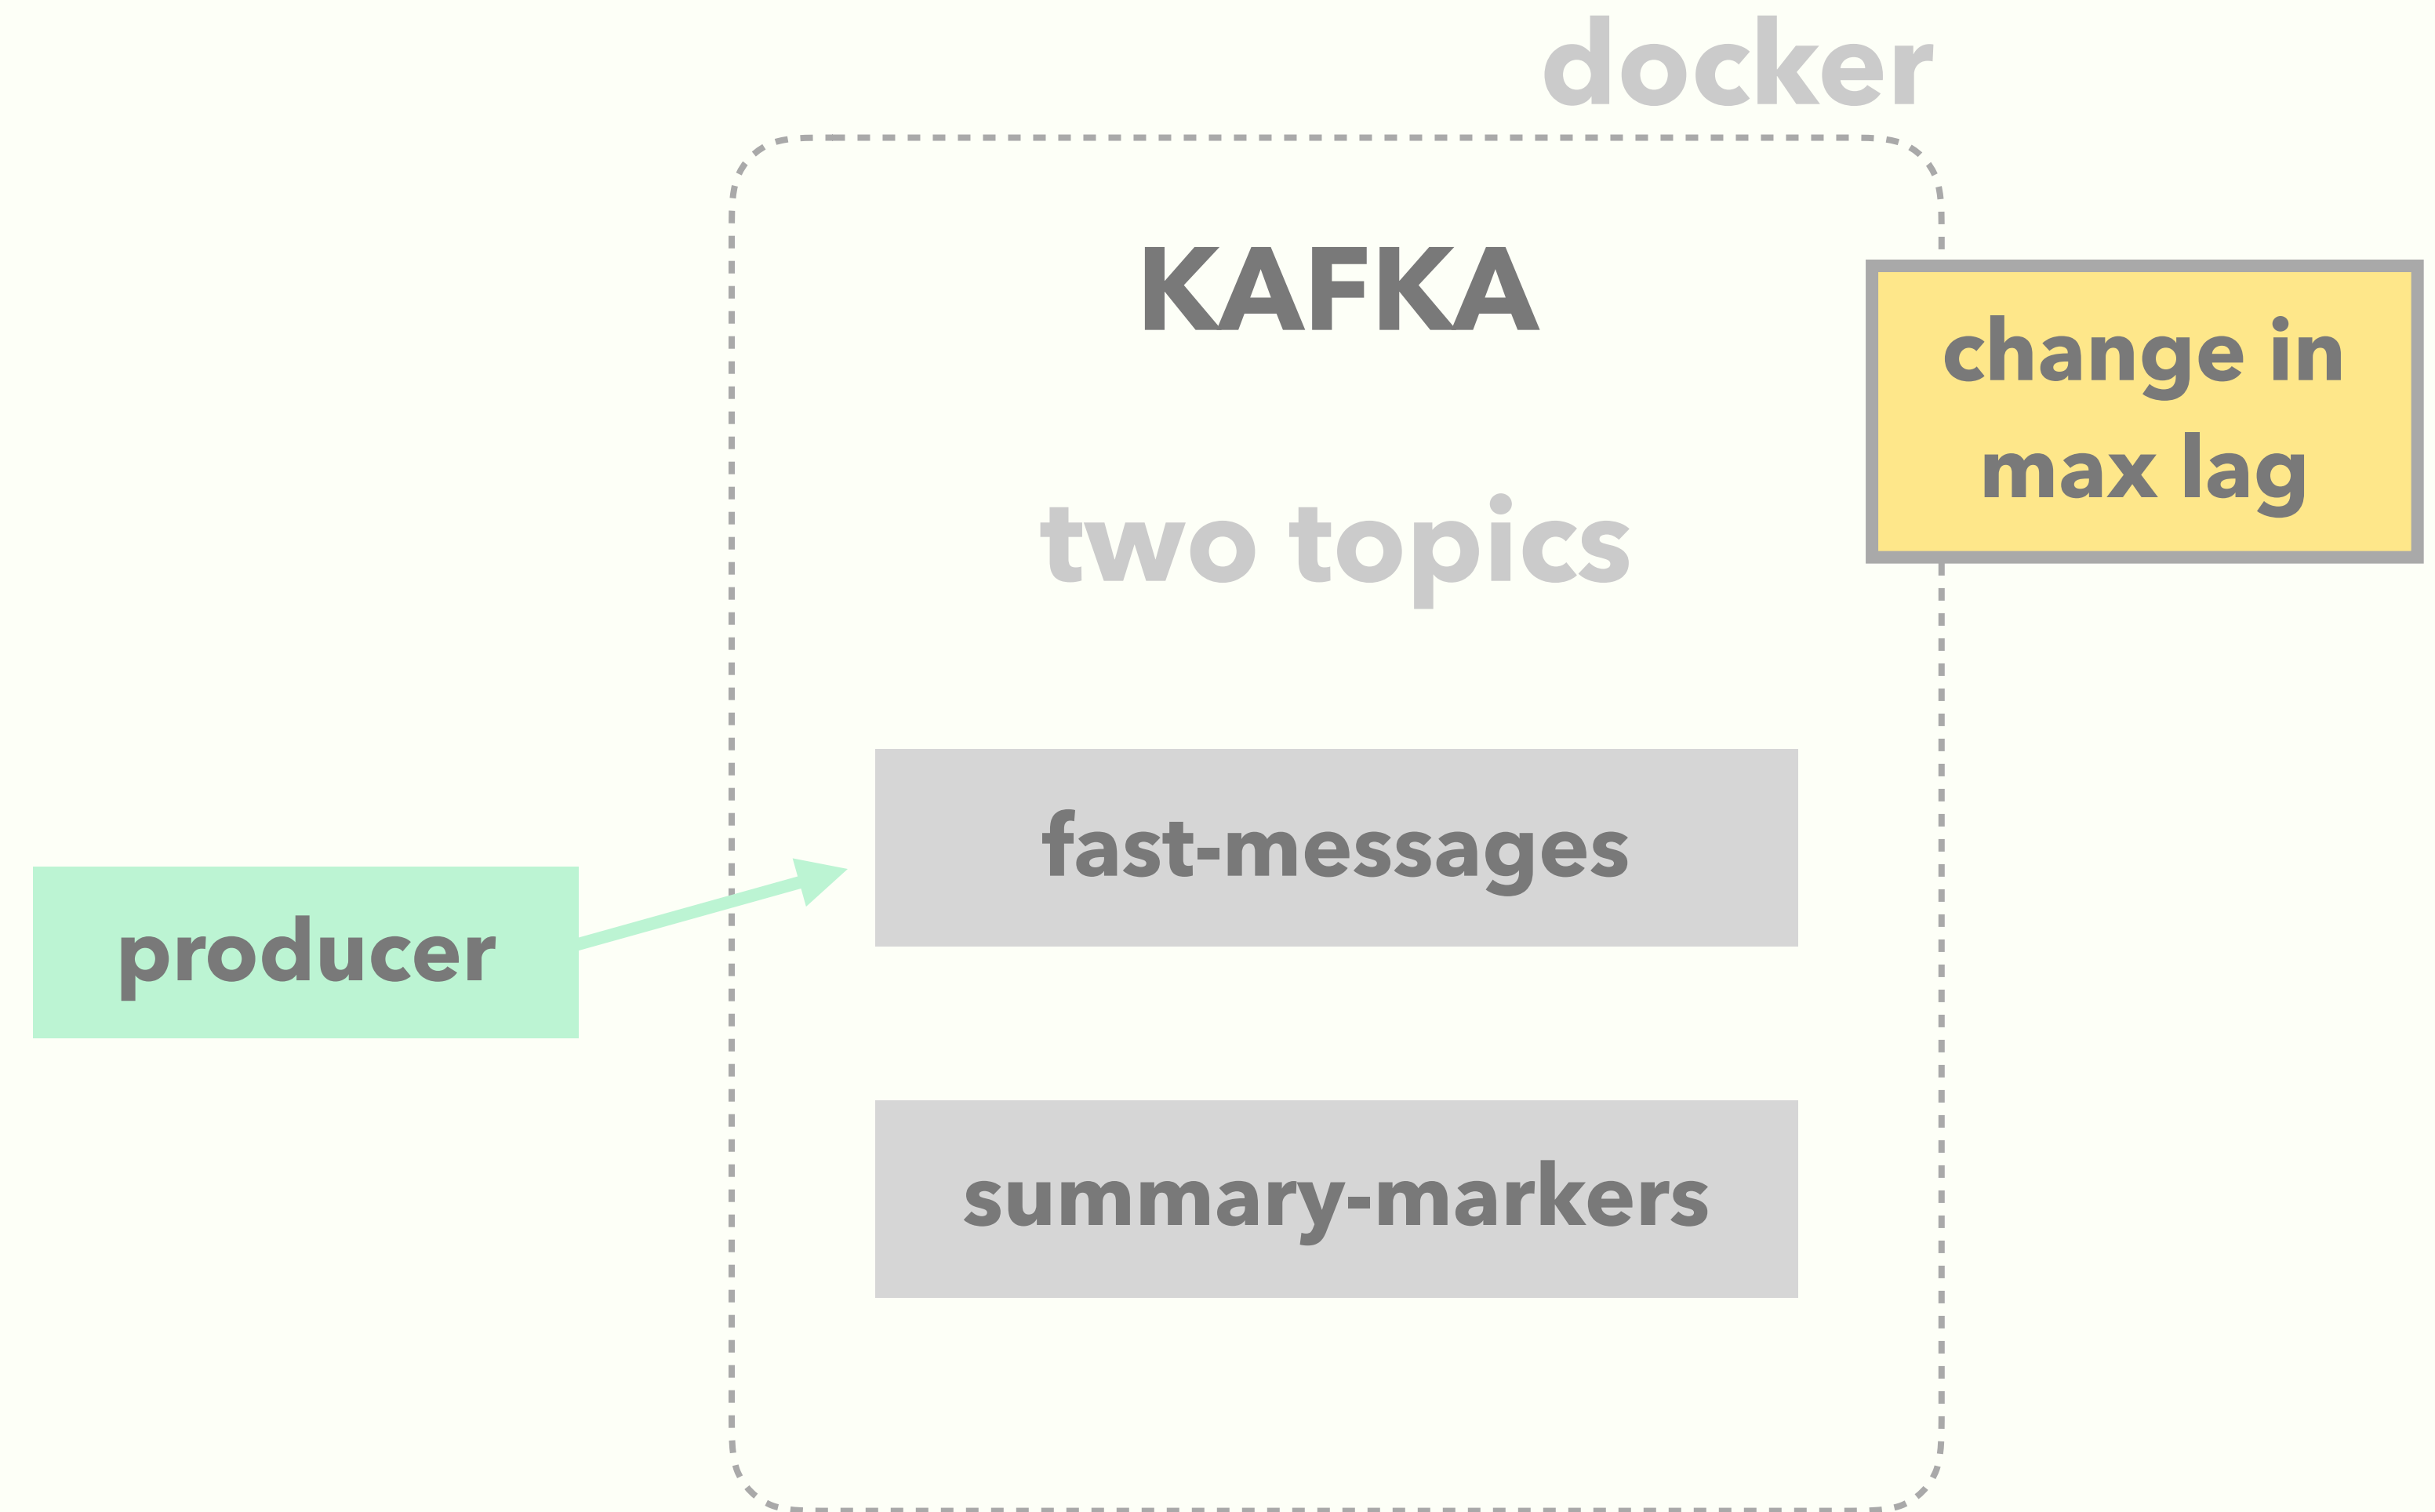 docker
KAFKA
change in
max lag
two topics
fast-messages
producer
summary-markers